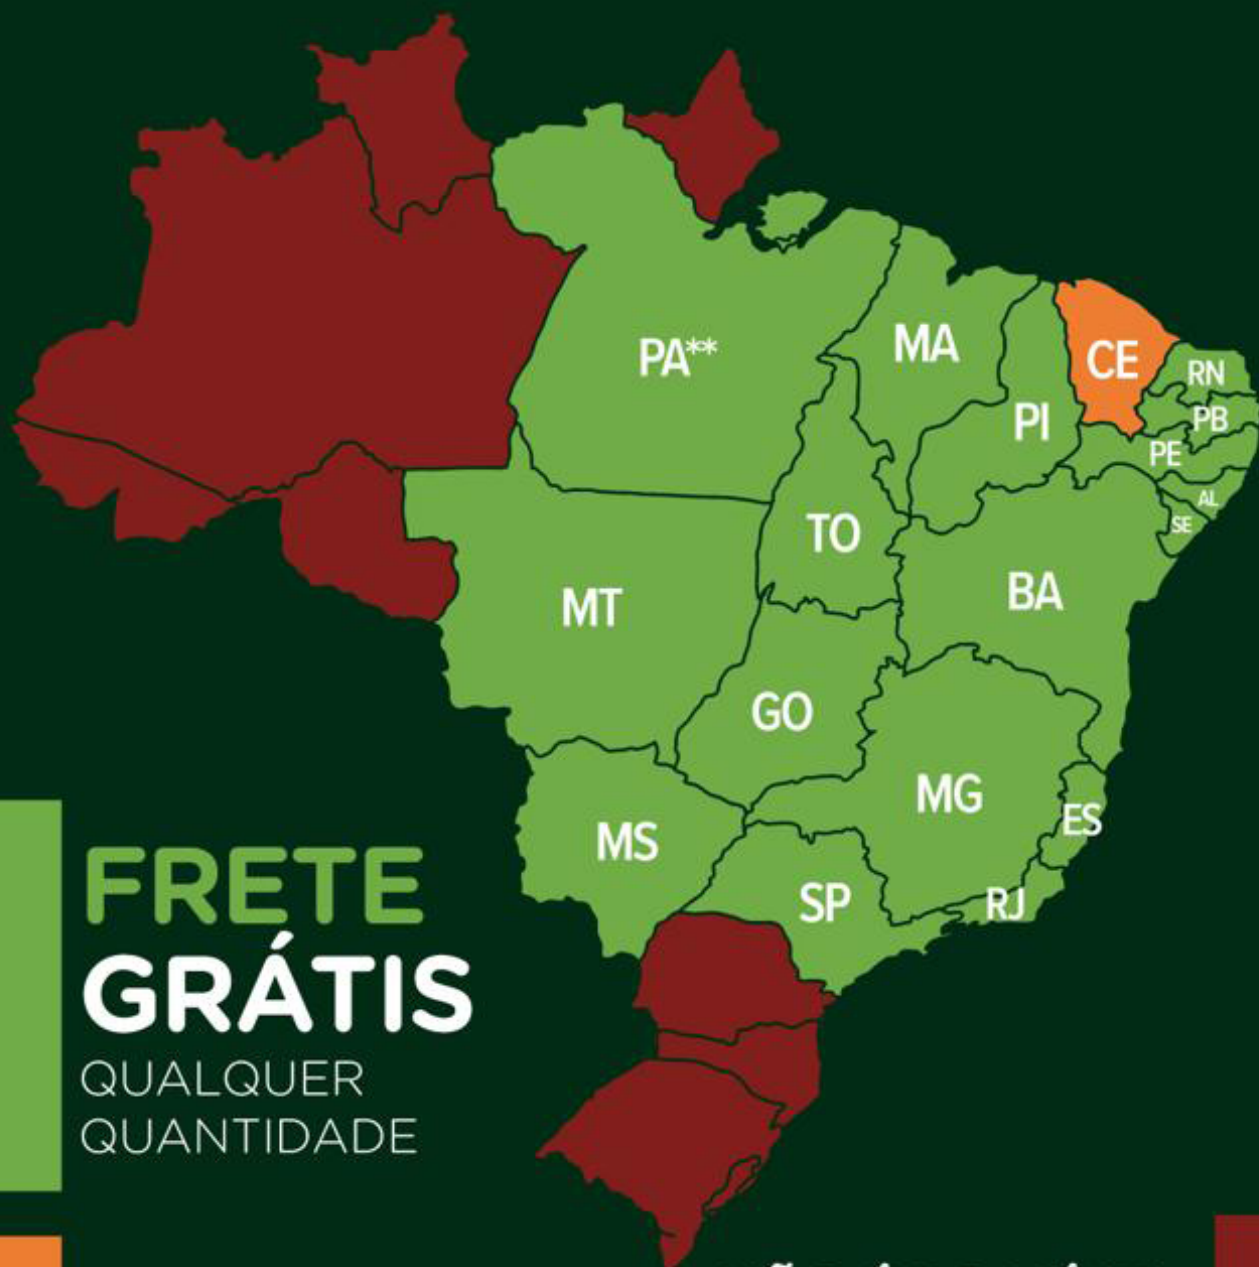 PA**
MA
CE
RN
PI
PB
PE
AL
TO
SE
BA
MT
GO
MG
ES
MS
SP
RJ
FRETE
GRÁTIS
QUALQUER
QUANTIDADE